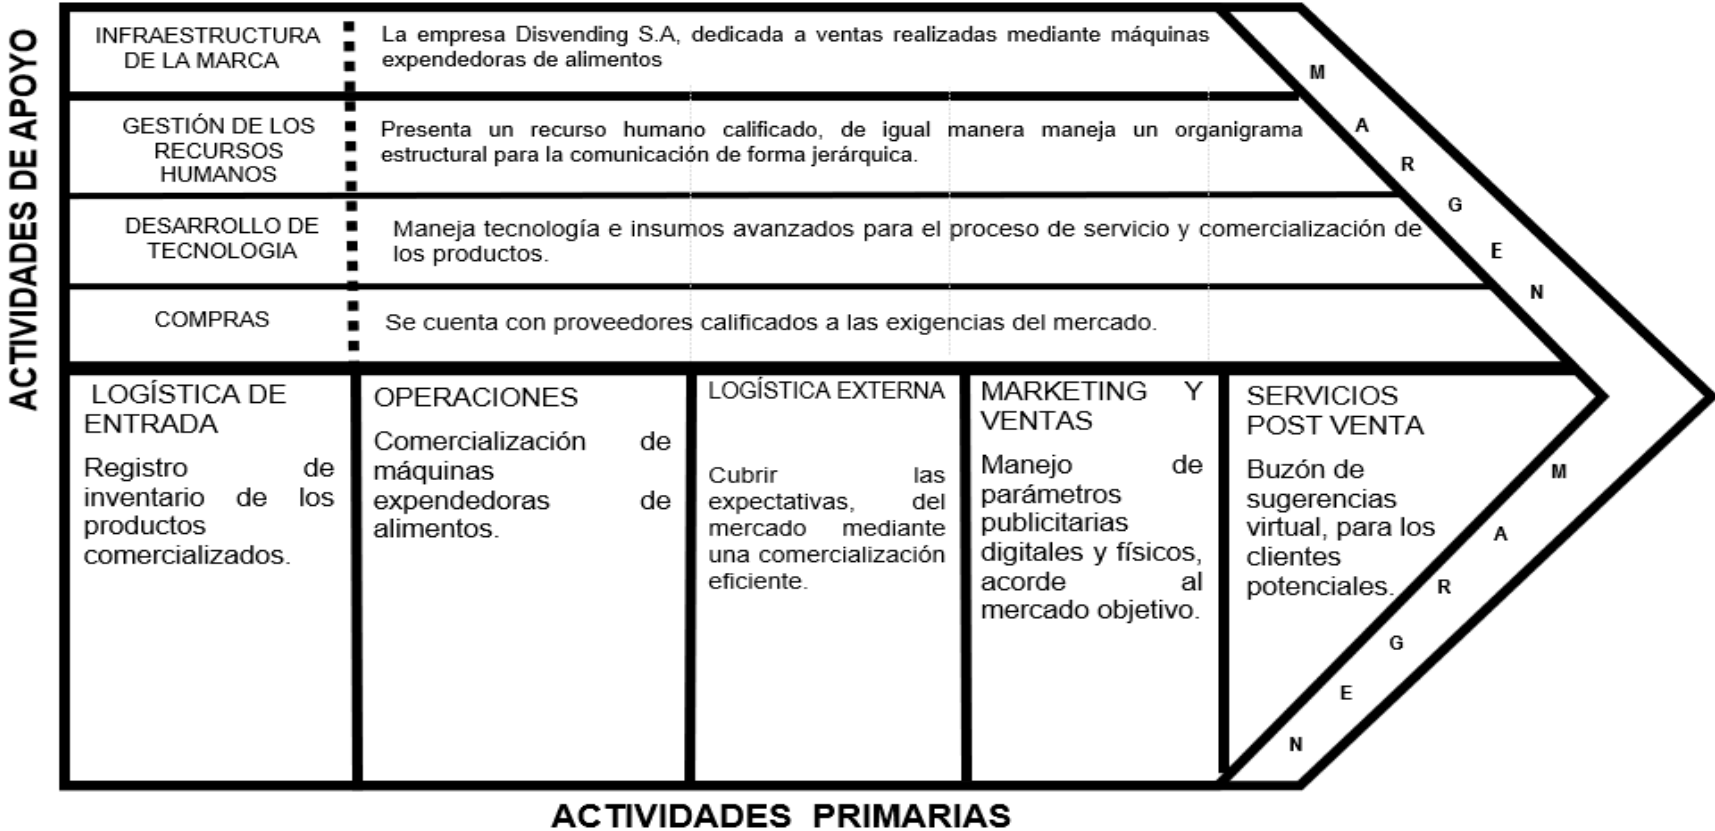 ACTIVIDADES DE APOYO
INFRAESTRUCTURA
DE LA MARCA
La empresa Disvending S.A, dedicada a ventas realizadas mediante máquinas
expendedoras de alimentos
GESTIÓN DE LOS
RECURSOS
HUMANOS
Presenta un recurso humano calificado, de igual manera maneja un organigrama
estructural para la comunicación de forma jerárquica.
DESARROLLO DE
TECNOLOGIA
Maneja tecnología e insumos avanzados para el proceso de servicio y comercialización de
los productos.
COMPRAS
Se cuenta con proveedores calificados a las exigencias del mercado.
MARGEN
LOGÍSTICA DE
ENTRADA
Registro de
inventario de los
productos
comercializados.
OPERACIONES
Comercialización de
máquinas
expendedoras de
alimentos.
LOGÍSTICA EXTERNA
Cubrir las
expectativas, del
mercado mediante
una comercialización
eficiente.
MARKETING Y
VENTAS
Manejo de
parámetros
publicitarias
digitales y físicos,
acorde al
mercado objetivo.
SERVICIOS
POST VENTA
Buzón de
sugerencias
virtual, para los
clientes
potenciales.
MARGEN
ACTIVIDADES PRIMARIAS